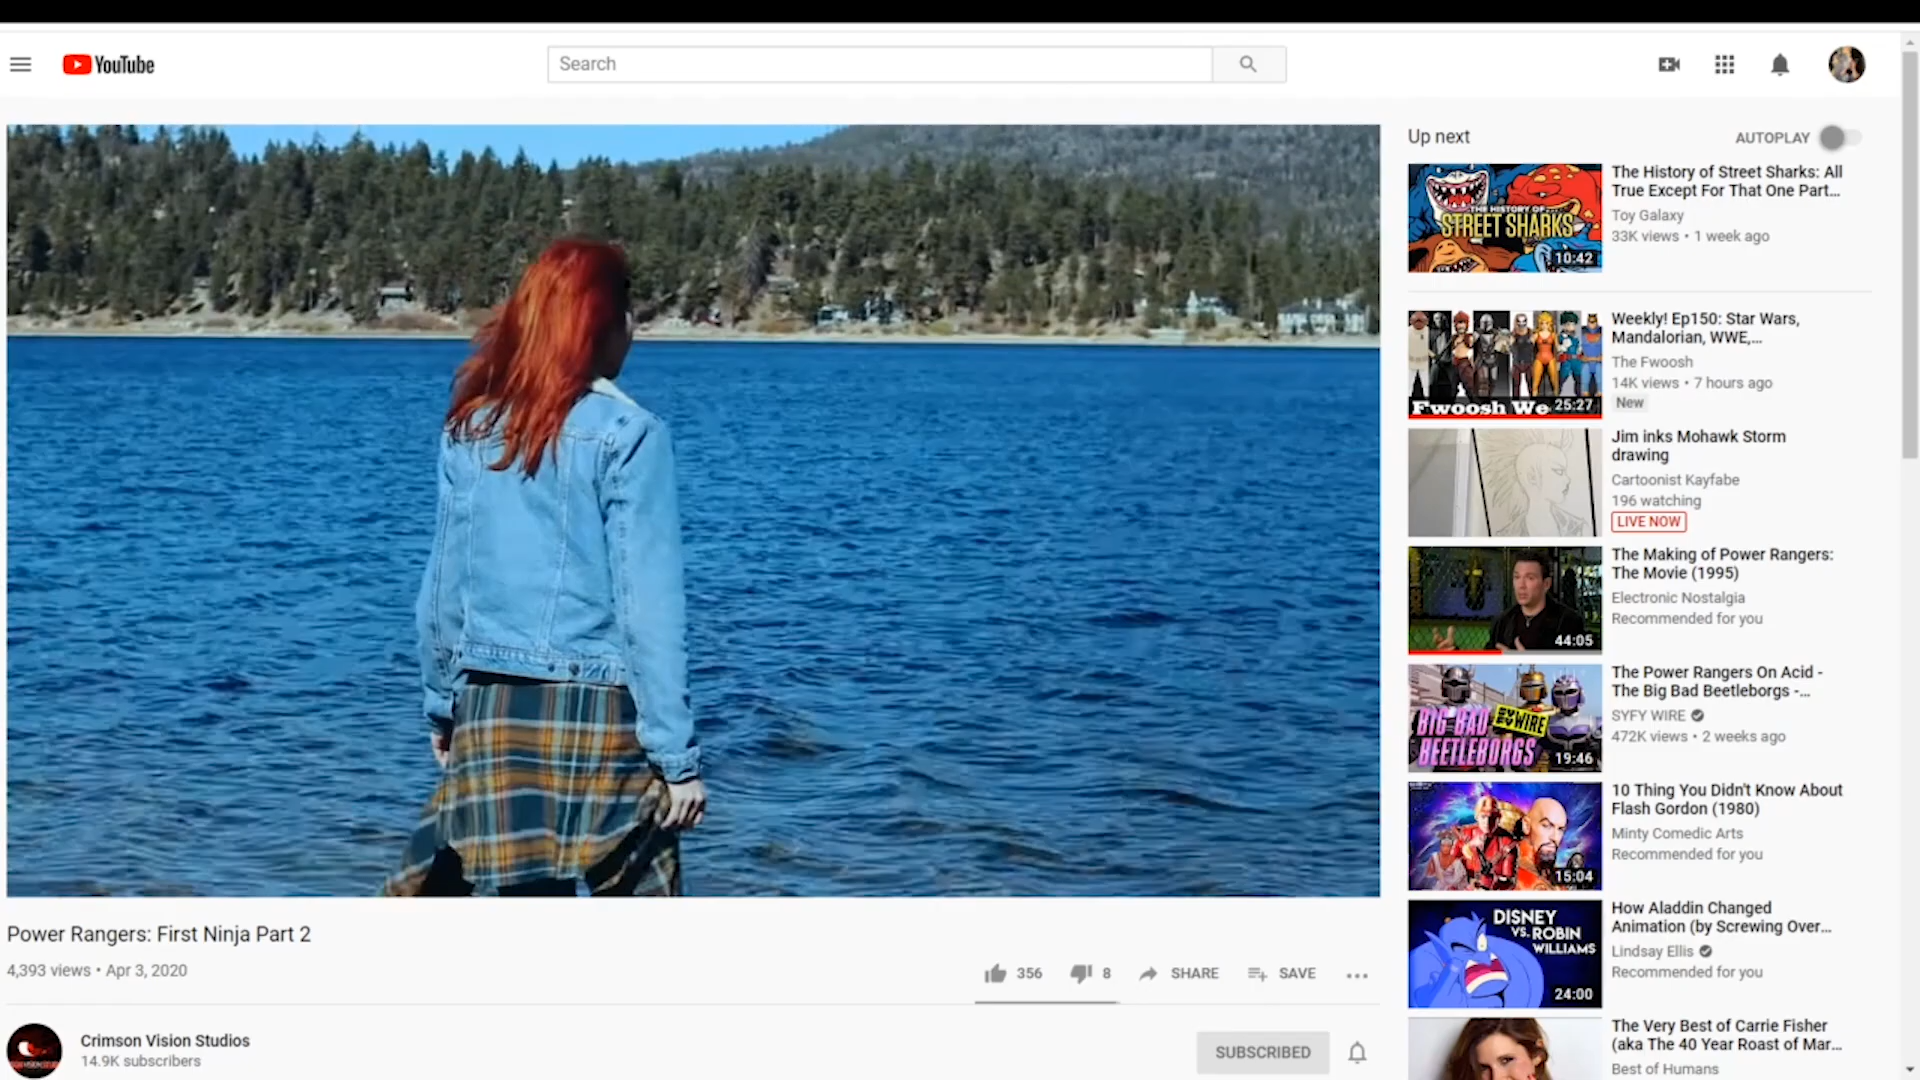 YouTube
Search
Up next
AUTOPLAY
THE HISTORY OF
STREET SHARKS
10:42
The History of Street Sharks: All
True Except For That One Part...
Toy Galaxy
33K views • 1 week ago
Fwoosh We
25:27
Weekly! Ep150: Star Wars,
Mandalorian, WWE,...
The Fwoosh
14K views • 7 hours ago
New
Jim inks Mohawk Storm
drawing
Cartoonist Kayfabe
196 watching
LIVE NOW
44:05
The Making of Power Rangers:
The Movie (1995)
Electronic Nostalgia
Recommended for you
BIG BAD
BEETLEBORGS
SYFY WIRE
19:46
The Power Rangers On Acid -
The Big Bad Beetleborgs -...
SYFY WIRE
472K views • 2 weeks ago
15:04
10 Thing You Didn't Know About
Flash Gordon (1980)
Minty Comedic Arts
Recommended for you
DISNEY
VS. ROBIN
WILLIAMS
24:00
How Aladdin Changed
Animation (by Screwing Over...
Lindsay Ellis
Recommended for you
The Very Best of Carrie Fisher
(aka The 40 Year Roast of Mar...
Best of Humans
Power Rangers: First Ninja Part 2
4,393 views • Apr 3, 2020
356
8
SHARE
SAVE
Crimson Vision Studios
14.9K subscribers
SUBSCRIBED